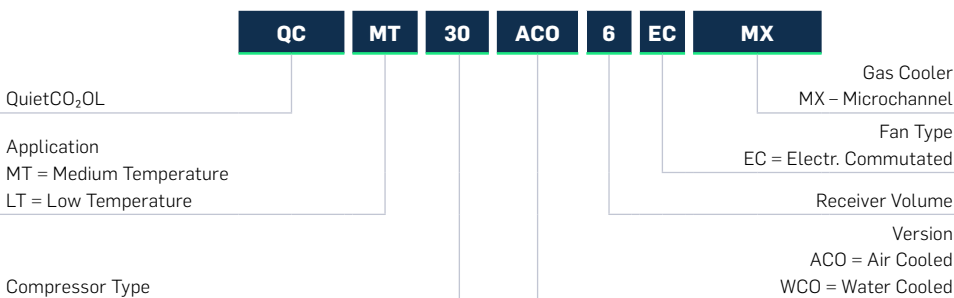 QC MT 30 ACO 6 EC MX
QuietCO₂OL
Application
MT = Medium Temperature
LT = Low Temperature
Compressor Type
Gas Cooler
MX – Microchannel
Fan Type
EC = Electr. Commutated
Receiver Volume
Version
ACO = Air Cooled
WCO = Water Cooled